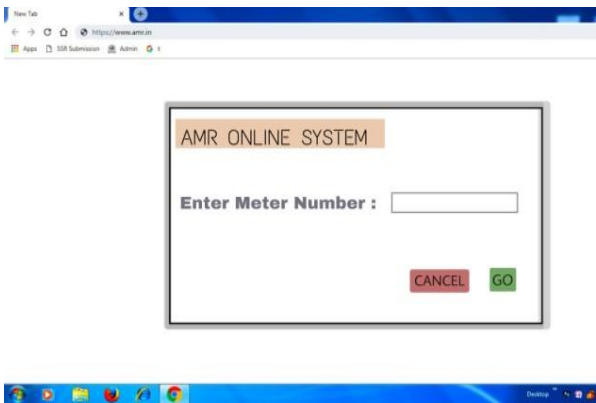 New Tab
https://www.amr.in
Apps SSR Submission Admin G t
AMR ONLINE SYSTEM
Enter Meter Number :
CANCEL GO
Desktop